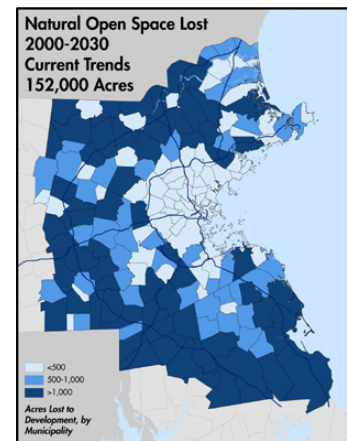 Natural Open Space Lost
2000-2030
Current Trends
152,000 Acres
<500
500-1,000
>1,000
Acres Lost to
Development, by
Municipality